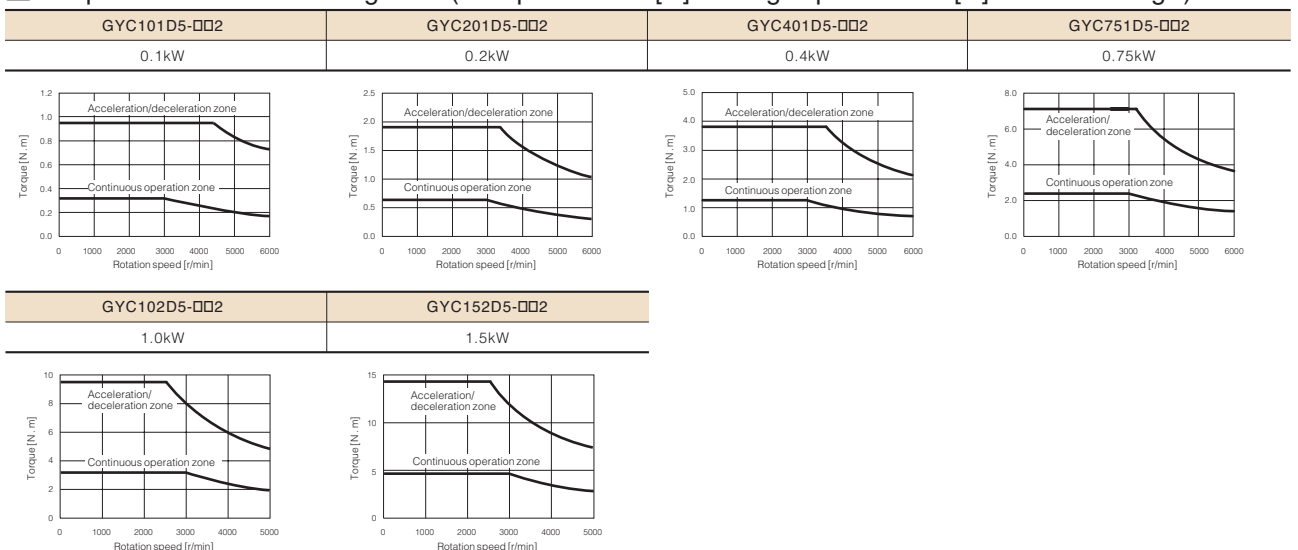 GYC101D5-□□2 GYC201D5-□□2 GYC401D5-□□2 GYC751D5-□□2
0.1kW 0.2kW 0.4kW 0.75kW
1.2
1.0
0.8
0.6
0.4
0.2
0.0
Torque [N.m]
Acceleration/deceleration zone
Continuous operation zone
0 1000 2000 3000 4000 5000 6000
Rotation speed [r/min]
2.5
2.0
1.5
1.0
0.5
0.0
Torque [N.m]
Acceleration/deceleration zone
Continuous operation zone
0 1000 2000 3000 4000 5000 6000
Rotation speed [r/min]
5.0
4.0
3.0
2.0
1.0
0.0
Torque [N.m]
Acceleration/deceleration zone
Continuous operation zone
0 1000 2000 3000 4000 5000 6000
Rotation speed [r/min]
8.0
6.0
4.0
2.0
0.0
Torque [N.m]
Acceleration/
deceleration zone
Continuous operation zone
0 1000 2000 3000 4000 5000 6000
Rotation speed [r/min]
GYC102D5-□□2 GYC152D5-□□2
1.0kW 1.5kW
10
8
6
4
2
0
Torque [N.m]
Acceleration/
deceleration zone
Continuous operation zone
0 1000 2000 3000 4000 5000
Rotation speed [r/min]
15
10
5
0
Torque [N.m]
Acceleration/
deceleration zone
Continuous operation zone
0 1000 2000 3000 4000 5000
Rotation speed [r/min]